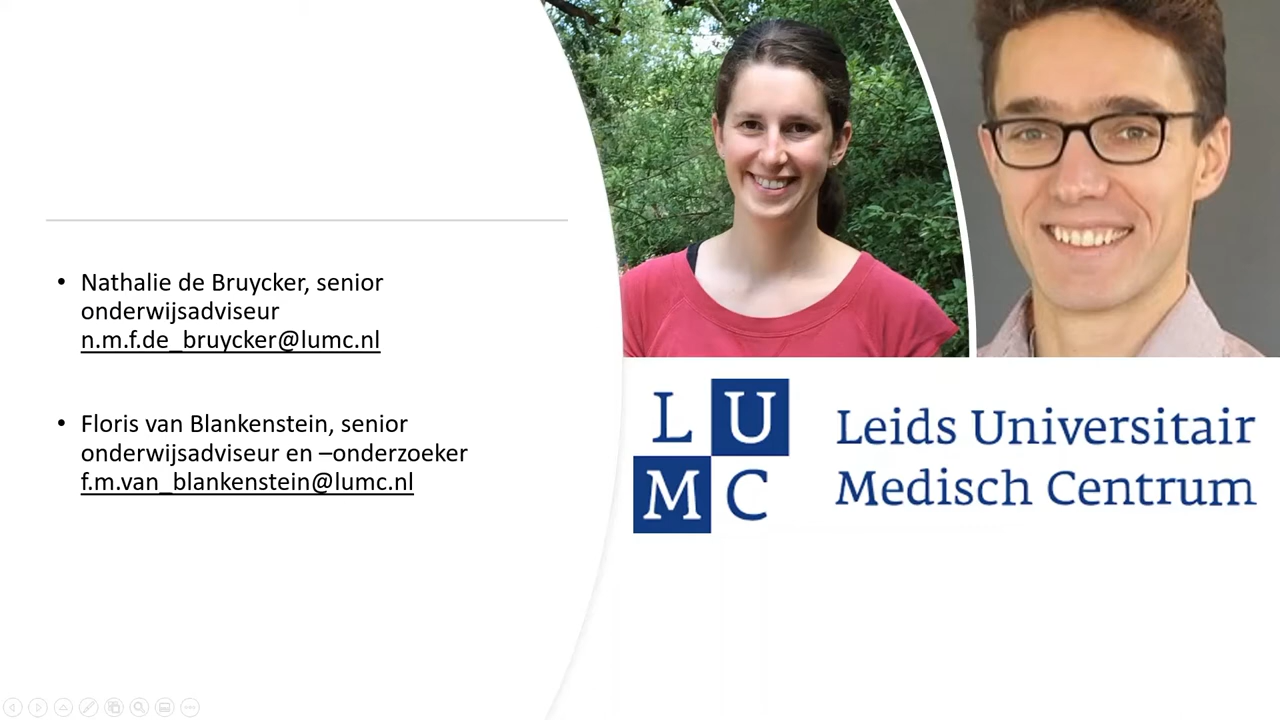 • Nathalie de Bruycker, senior
onderwijsadviseur
n.m.f.de_bruycker@lumc.nl
• Floris van Blankenstein, senior
onderwijsadviseur en –onderzoeker
f.m.van_blankenstein@lumc.nl
L U
M C
Leids Universitair
Medisch Centrum